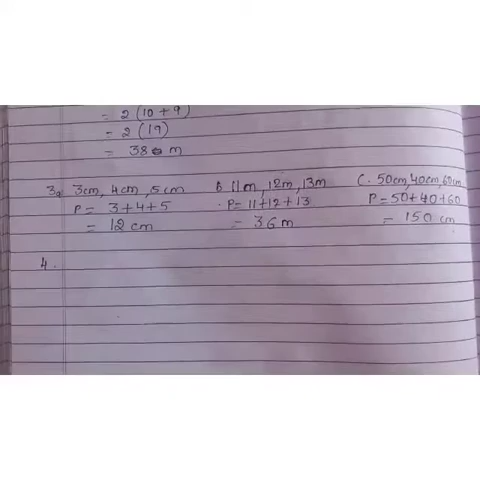 = 2 (10 + 9)
= 2 (19)
= 38 m
3a. 3cm, 4cm, 5cm
P = 3+4+5
= 12 cm
B. 11m, 12m, 13m
P = 11+12+13
= 36 m
C. 50cm, 40cm, 60cm
P = 50+40+60
= 150 cm
4.